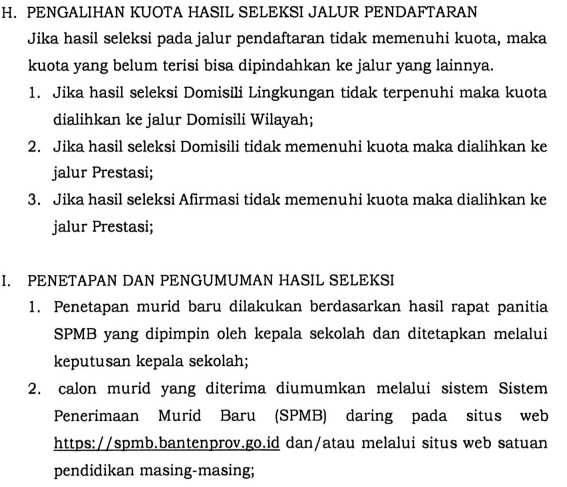 H. PENGALIHAN KUOTA HASIL SELEKSI JALUR PENDAFTARAN
Jika hasil seleksi pada jalur pendaftaran tidak memenuhi kuota, maka
kuota yang belum terisi bisa dipindahkan ke jalur yang lainnya.
1. Jika hasil seleksi Domisili Lingkungan tidak terpenuhi maka kuota
dialihkan ke jalur Domisili Wilayah;
2. Jika hasil seleksi Domisili tidak memenuhi kuota maka dialihkan ke
jalur Prestasi;
3. Jika hasil seleksi Afirmasi tidak memenuhi kuota maka dialihkan ke
jalur Prestasi;
I. PENETAPAN DAN PENGUMUMAN HASIL SELEKSI
1. Penetapan murid baru dilakukan berdasarkan hasil rapat panitia
SPMB yang dipimpin oleh kepala sekolah dan ditetapkan melalui
keputusan kepala sekolah;
2. calon murid yang diterima diumumkan melalui sistem Sistem
Penerimaan Murid Baru (SPMB) daring pada situs web
https://spmb.bantenprov.go.id dan/atau melalui situs web satuan
pendidikan masing-masing;